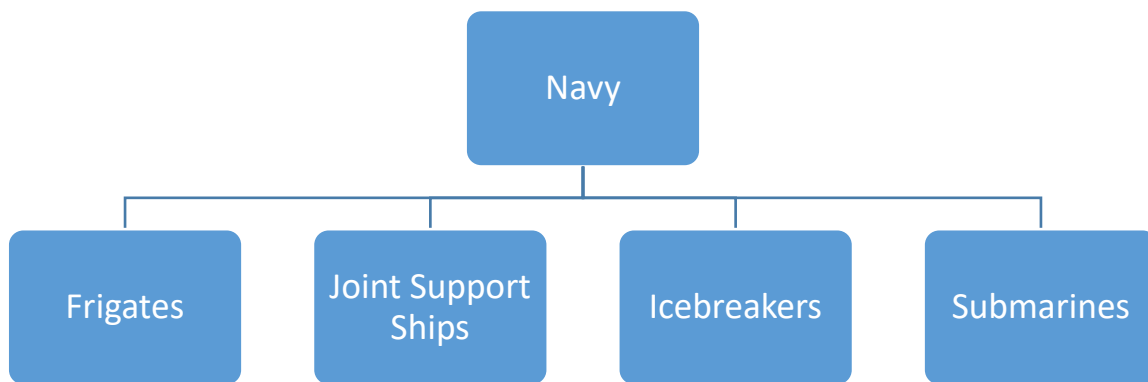 Navy
Frigates
Joint Support
Ships
Icebreakers
Submarines